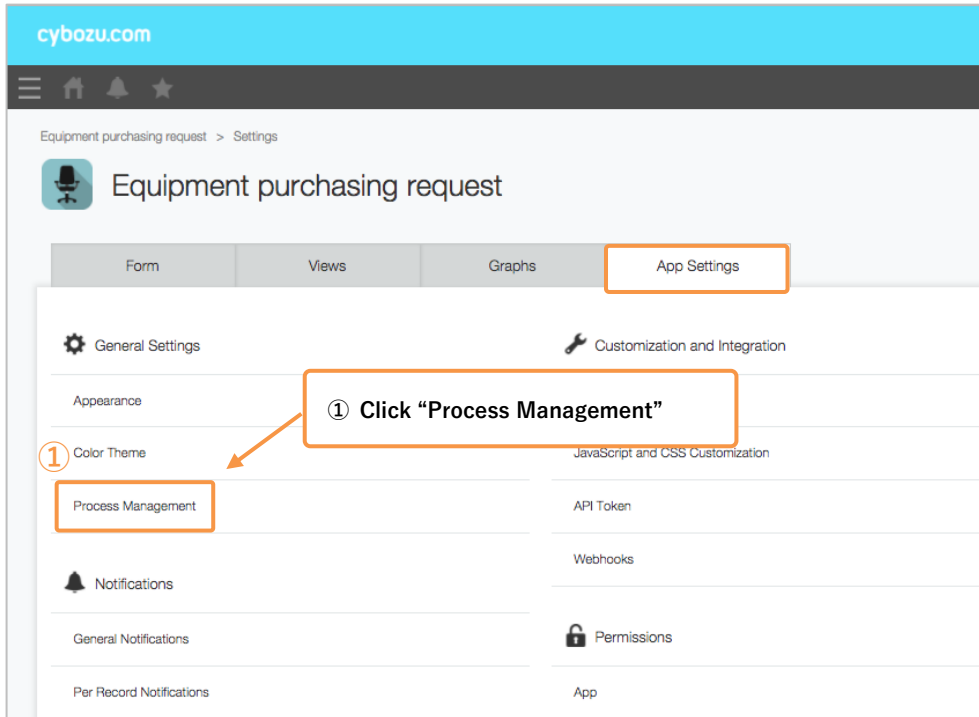 cybozu.com
Equipment purchasing request > Settings
Equipment purchasing request
Form
Views
Graphs
App Settings
General Settings
Appearance
Color Theme
Process Management
Notifications
General Notifications
Per Record Notifications
① Click “Process Management”
①
Customization and Integration
JavaScript and CSS Customization
API Token
Webhooks
Permissions
App